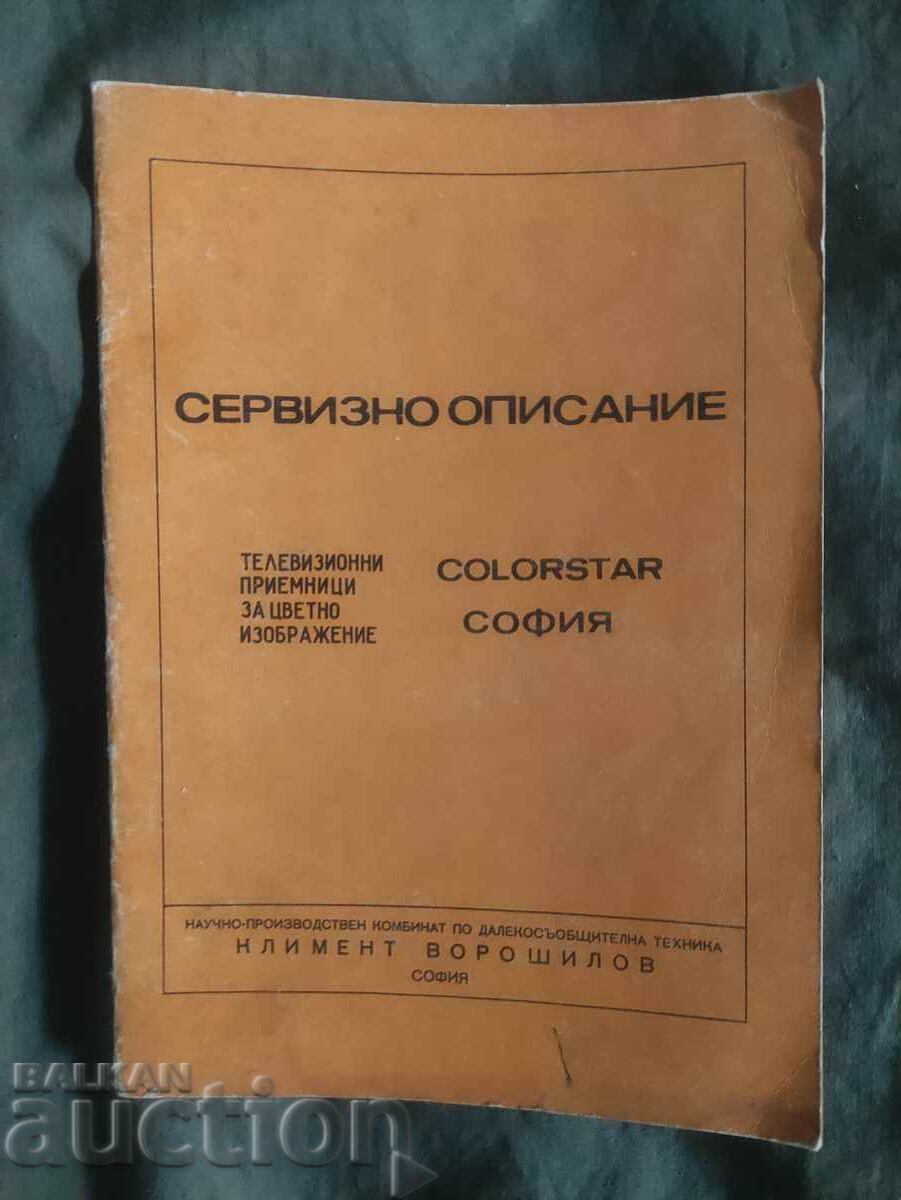 СЕРВИЗНО ОПИСАНИЕ
ТЕЛЕВИЗИОННИ
ПРИЕМНИЦИ
ЗА ЦВЕТНО
ИЗОБРАЖЕНИЕ
COLORSTAR
СОФИЯ
НАУЧНО-ПРОИЗВОДСТВЕН КОМБИНАТ ПО ДАЛЕКОСЪОБЩИТЕЛНА ТЕХНИКА
КЛИМЕНТ ВОРОШИЛОВ
СОФИЯ
BALKAN
auction